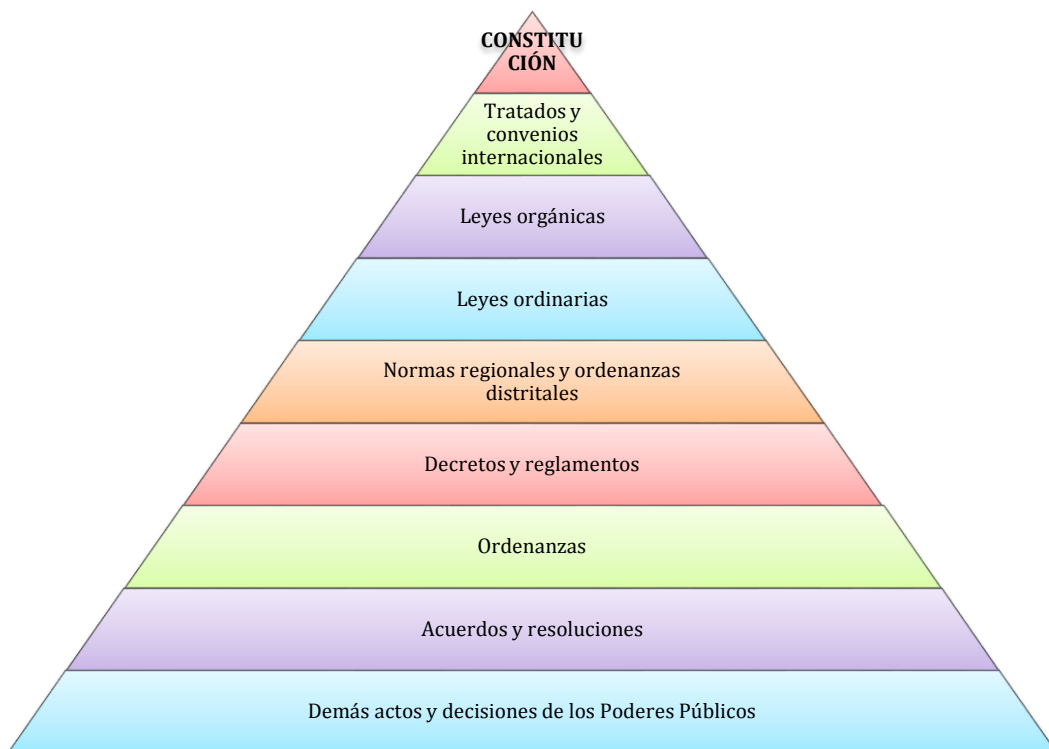 CONSTITU
CIÓN
Tratados y
convenios
internacionales
Leyes orgánicas
Leyes ordinarias
Normas regionales y ordenanzas
distritales
Decretos y reglamentos
Ordenanzas
Acuerdos y resoluciones
Demás actos y decisiones de los Poderes Públicos